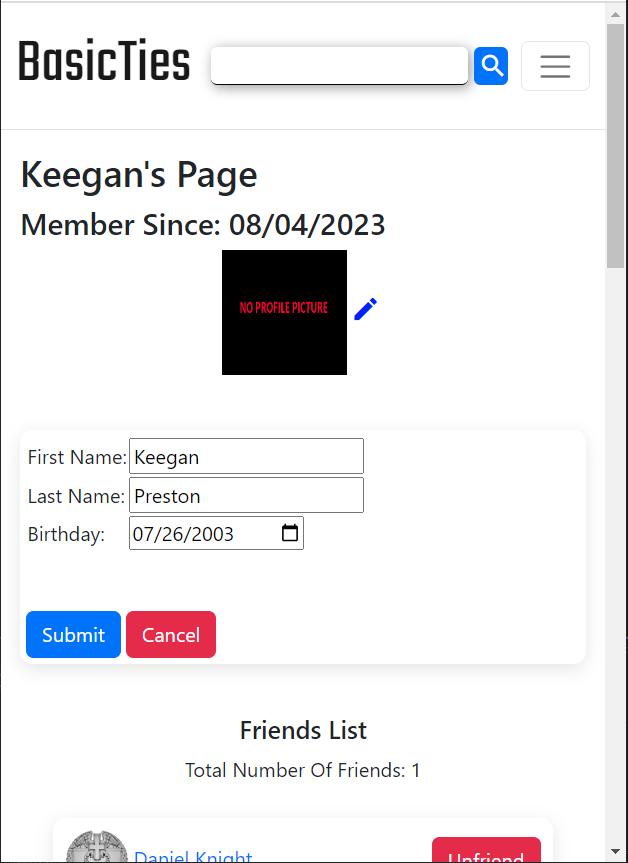 BasicTies
Keegan's Page
Member Since: 08/04/2023
NO PROFILE PICTURE
First Name: Keegan
Last Name: Preston
Birthday: 07/26/2003
Submit Cancel
Friends List
Total Number Of Friends: 1
Daniel Knight Unfriend